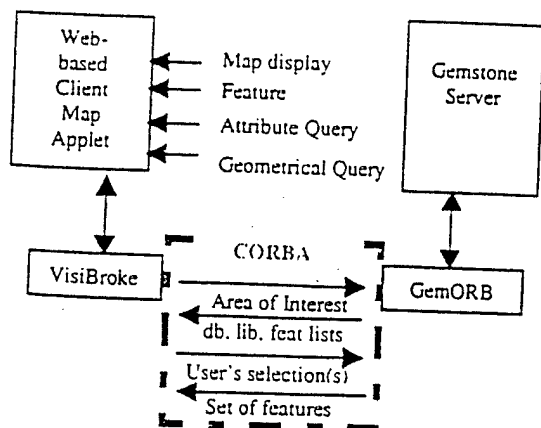 Web-
based
Client
Map
Applet
Map display
Feature
Attribute Query
Geometrical Query
Gemstone
Server
CORBA
VisiBroke
GemORB
Area of Interest
db. lib. feat lists
User's selection(s)
Set of features